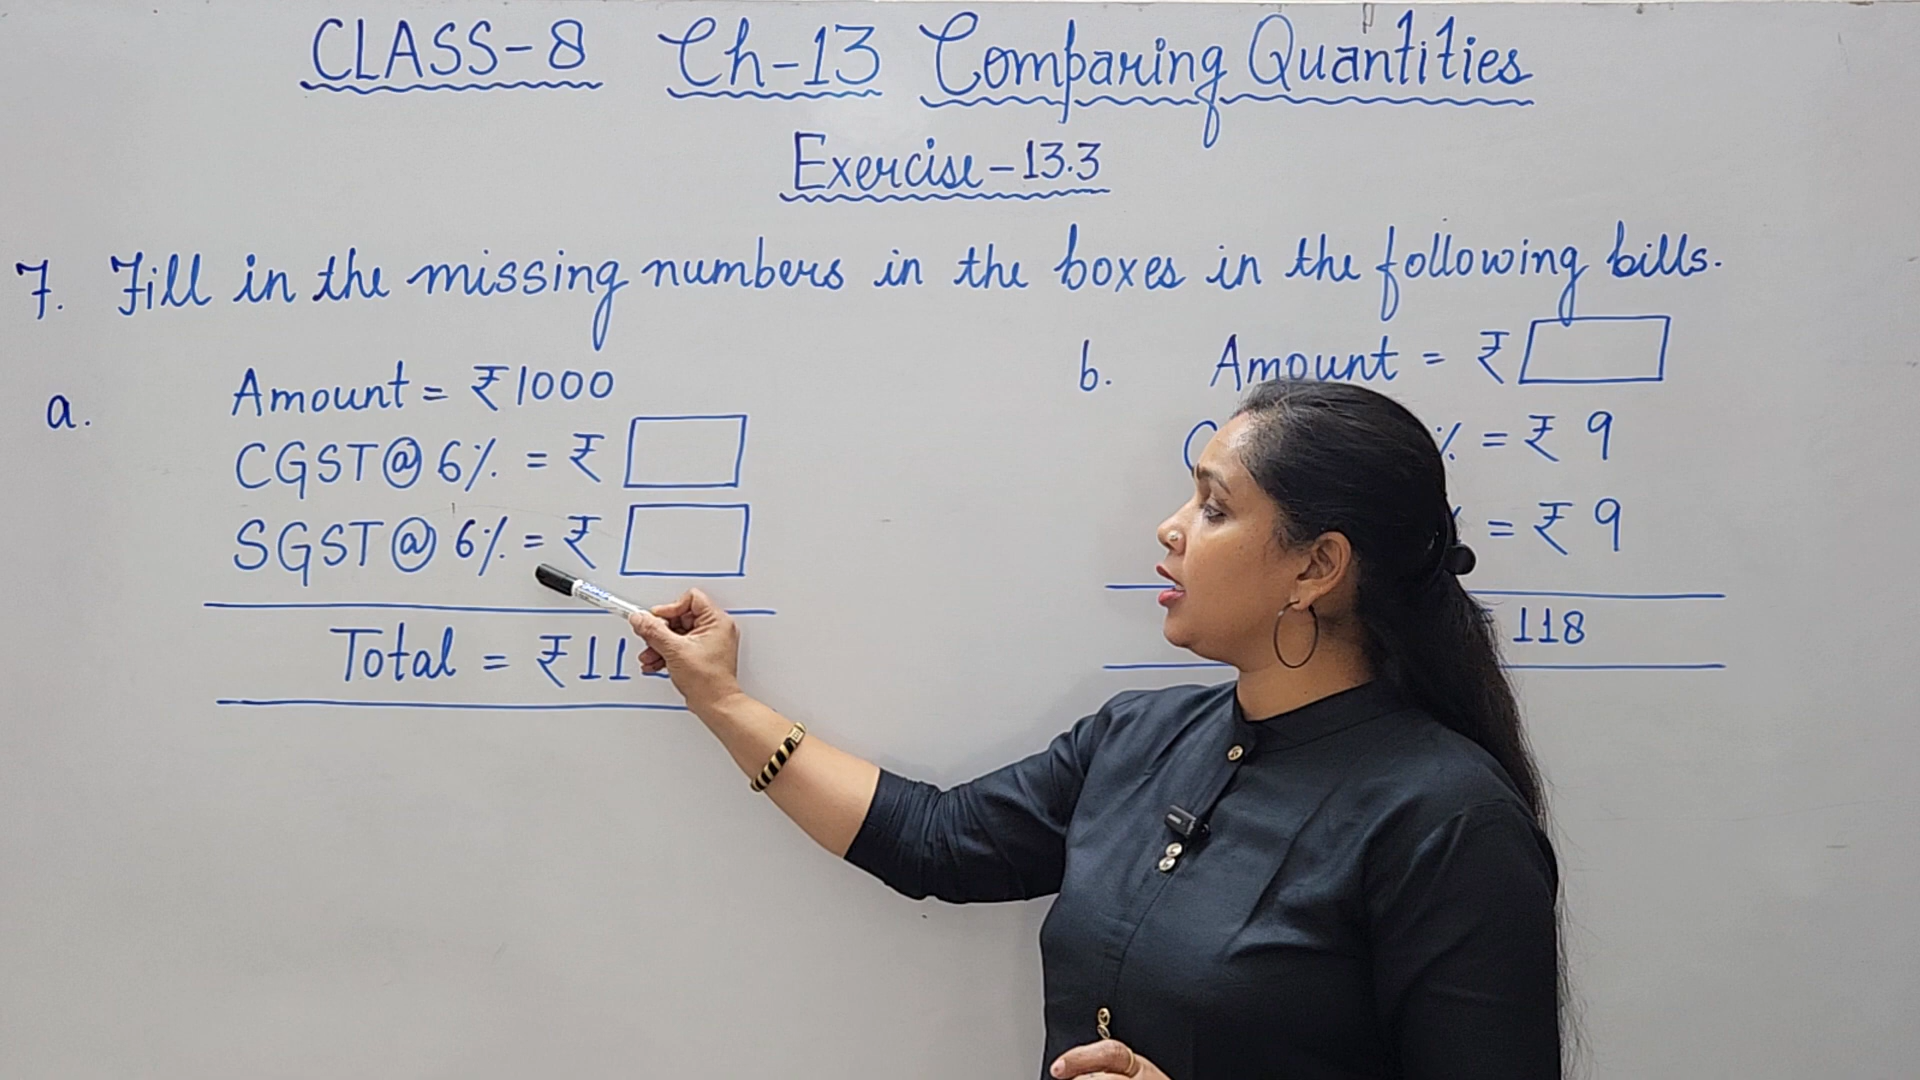 CLASS-8 Ch-13 Comparing Quantities
Exercise-13.3
7. Fill in the missing numbers in the boxes in the following bills.
a.
Amount = ₹1000
CGST@ 6% = ₹
SGST@ 6% = ₹
Total = ₹11
b. Amount = ₹
% = ₹ 9
= ₹ 9
118